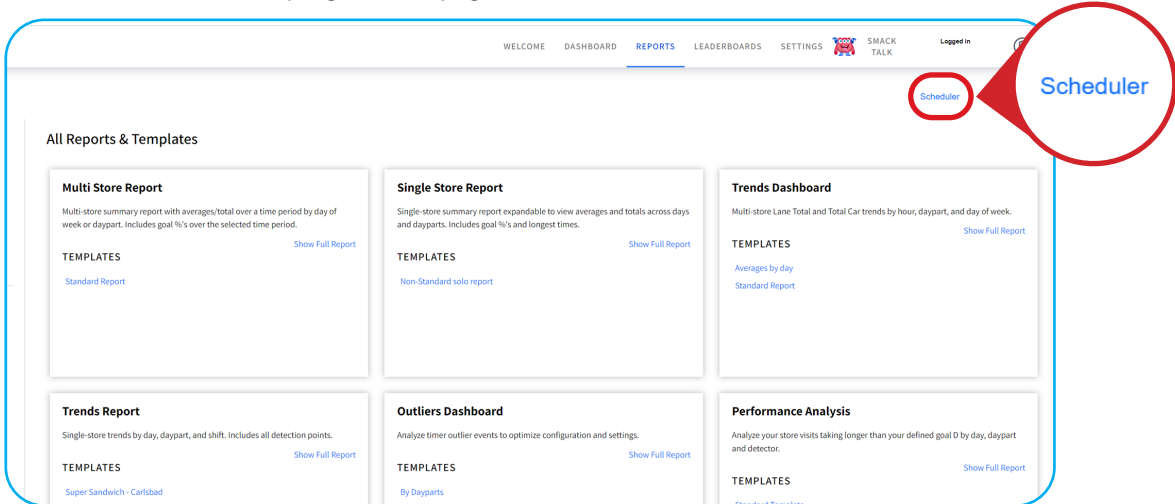 WELCOME DASHBOARD REPORTS LEADERBOARDS SETTINGS SMACK TALK Logged in
Scheduler
Scheduler
All Reports & Templates
Multi Store Report
Multi-store summary report with averages/total over a time period by day of
week or daypart. Includes goal %'s over the selected time period.
Show Full Report
TEMPLATES
Standard Report
Single Store Report
Single-store summary report expandable to view averages and totals across days
and dayparts. Includes goal %'s and longest times.
Show Full Report
TEMPLATES
Non-Standard solo report
Trends Dashboard
Multi-store Lane Total and Total Car trends by hour, daypart, and day of week.
Show Full Report
TEMPLATES
Averages by day
Standard Report
Trends Report
Single-store trends by day, daypart, and shift. Includes all detection points.
Show Full Report
TEMPLATES
Super Sandwich - Carlsbad
Outliers Dashboard
Analyze timer outlier events to optimize configuration and settings.
Show Full Report
TEMPLATES
By Dayparts
Performance Analysis
Analyze your store visits taking longer than your defined goal D by day, daypart
and detector.
Show Full Report
TEMPLATES